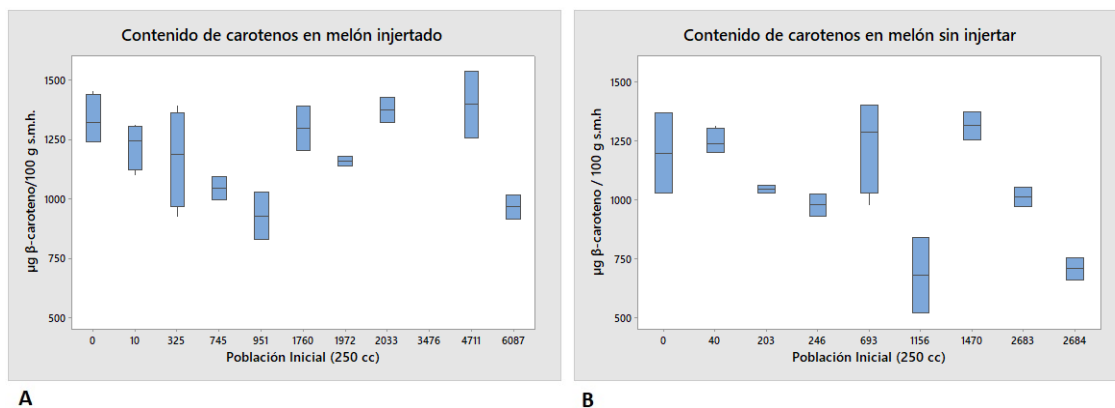 Contenido de carotenos en melón injertado
µg β-caroteno/100 g s.m.h.
1500
1250
1000
750
500
0 10 325 745 951 1760 1972 2033 3476 4711 6087
Población Inicial (250 cc)
A
Contenido de carotenos en melón sin injertar
µg β-caroteno / 100 g s.m.h
1500
1250
1000
750
500
0 40 203 246 693 1156 1470 2683 2684
Población Inicial (250 cc)
B